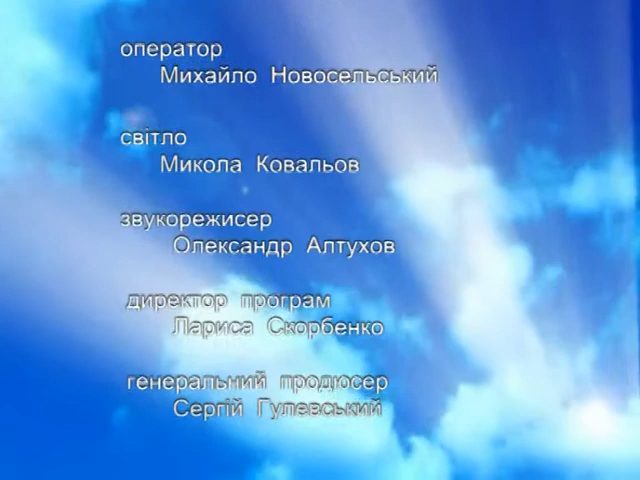 оператор
Михайло Новосельський
світло
Микола Ковальов
звукорежисер
Олександр Алтухов
директор програм
Лариса Скорбенко
генеральний продюсер
Сергій Гулевський